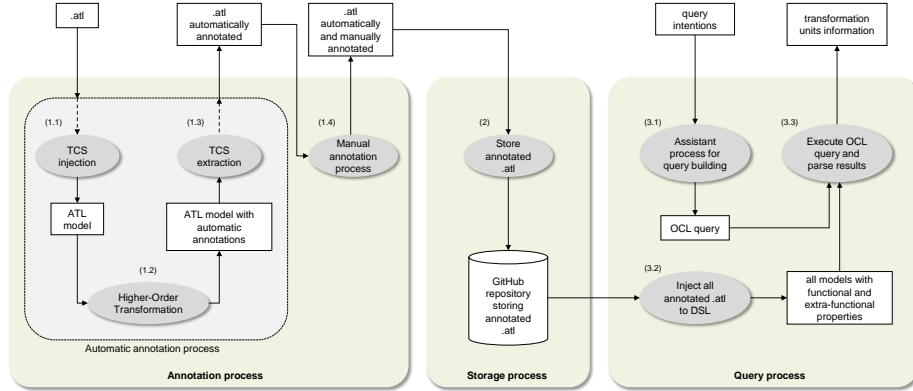 .atl
.atl
automatically
annotated
.atl
automatically
and manually
annotated
query
intentions
transformation
units information
(1.1)
TCS
injection
(1.3)
TCS
extraction
(1.4)
Manual
annotation
process
(2)
Store
annotated
.atl
(3.1)
Assistant
process for
query building
(3.3)
Execute OCL
query and
parse results
ATL
model
ATL model with
automatic
annotations
OCL query
(1.2)
Higher-Order
Transformation
GitHub
repository
storing
annotated
.atl
(3.2)
Inject all
annotated .atl
to DSL
all models with
functional and
extra-functional
properties
Automatic annotation process
Annotation process
Storage process
Query process